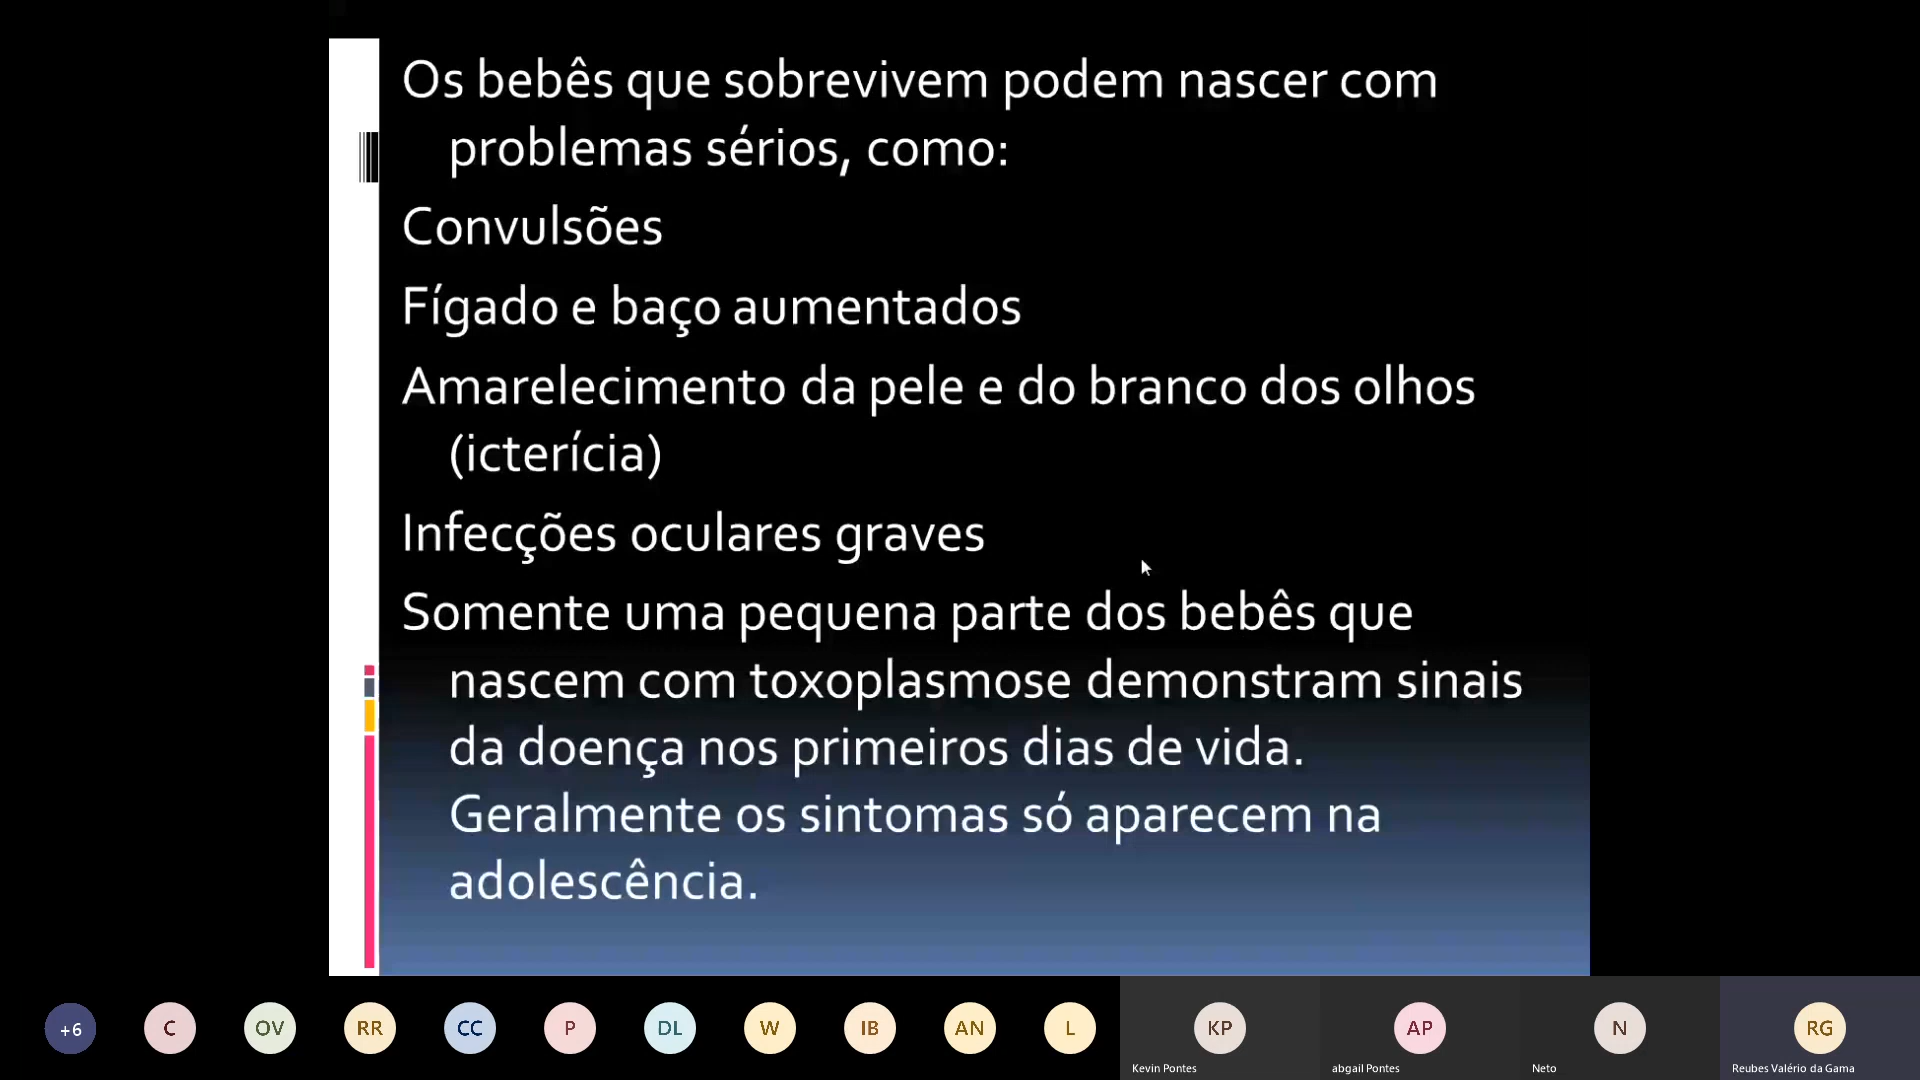 Os bebês que sobrevivem podem nascer com
problemas sérios, como:
Convulsões
Fígado e baço aumentados
Amarelecimento da pele e do branco dos olhos
(icterícia)
Infecções oculares graves
Somente uma pequena parte dos bebês que
nascem com toxoplasmose demonstram sinais
da doença nos primeiros dias de vida.
Geralmente os sintomas só aparecem na
adolescência.
+6 C OV RR CC P DL W IB AN L KP AP N RG
Kevin Pontes abgail Pontes Neto Reubes Valério da Gama